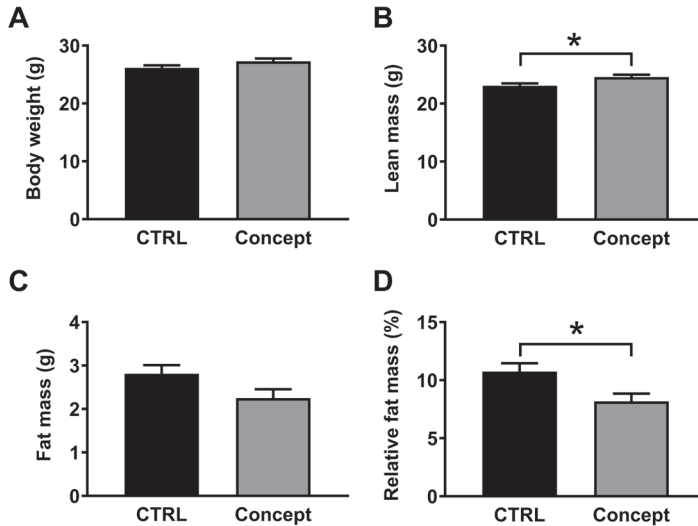 A
Body weight (g)
30
20
10
0
CTRL Concept
B
Lean mass (g)
30
20
10
0
*
CTRL Concept
C
Fat mass (g)
4
3
2
1
0
CTRL Concept
D
Relative fat mass (%)
15
10
5
0
*
CTRL Concept